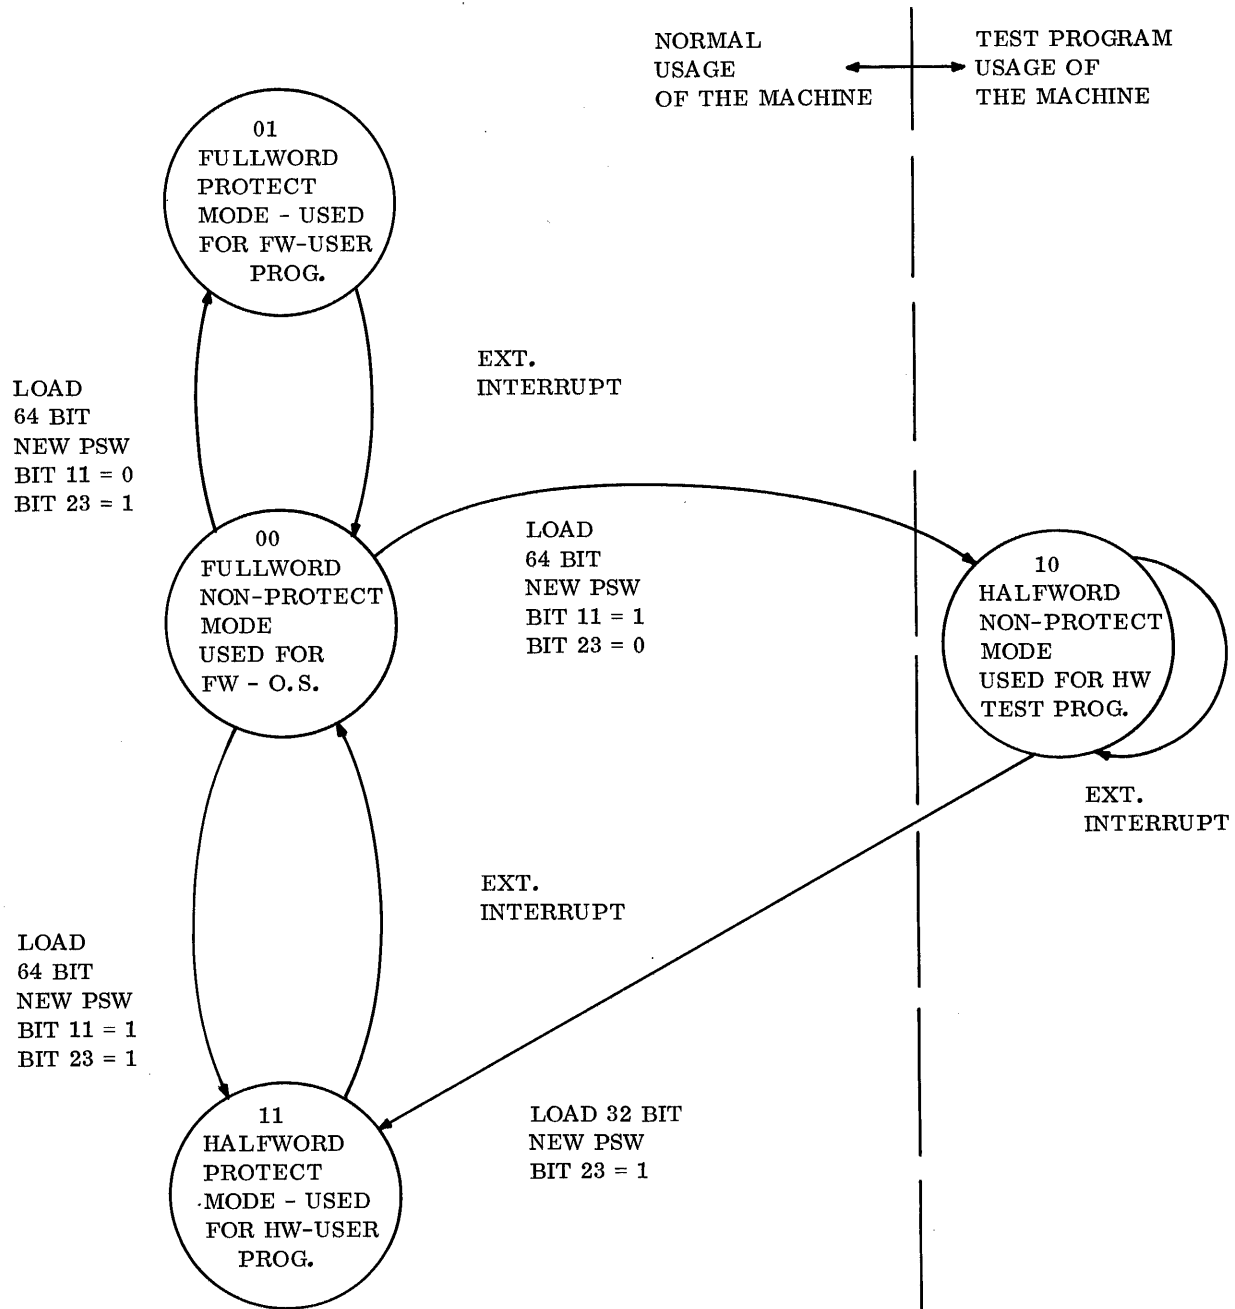 NORMAL
USAGE
OF THE MACHINE
TEST PROGRAM
USAGE OF
THE MACHINE
01
FULLWORD
PROTECT
MODE - USED
FOR FW-USER
PROG.
EXT.
INTERRUPT
LOAD
64 BIT
NEW PSW
BIT 11 = 0
BIT 23 = 1
00
FULLWORD
NON-PROTECT
MODE
USED FOR
FW - O.S.
LOAD
64 BIT
NEW PSW
BIT 11 = 1
BIT 23 = 0
10
HALFWORD
NON-PROTECT
MODE
USED FOR HW
TEST PROG.
EXT.
INTERRUPT
EXT.
INTERRUPT
LOAD
64 BIT
NEW PSW
BIT 11 = 1
BIT 23 = 1
11
HALFWORD
PROTECT
MODE - USED
FOR HW-USER
PROG.
LOAD 32 BIT
NEW PSW
BIT 23 = 1